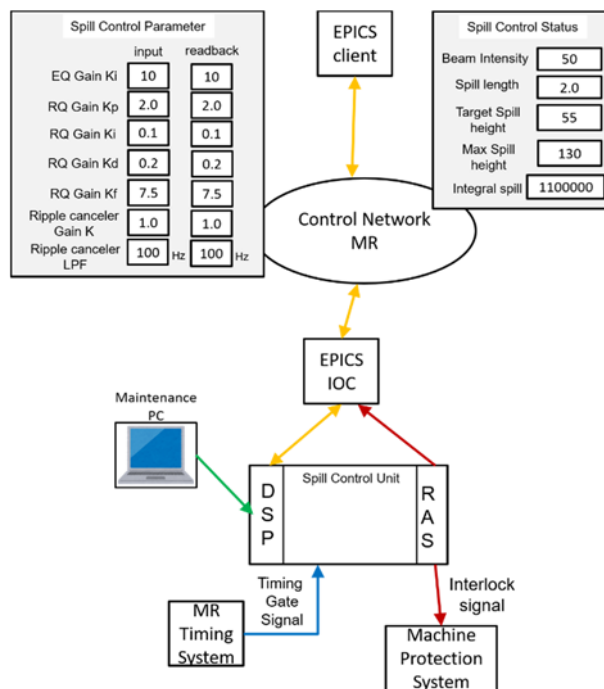 Spill Control Parameter
input readback
EQ Gain Ki 10 10
RQ Gain Kp 2.0 2.0
RQ Gain Ki 0.1 0.1
RQ Gain Kd 0.2 0.2
RQ Gain Kf 7.5 7.5
Ripple canceler
Gain K 1.0 1.0
Ripple canceler
LPF 100 Hz 100 Hz
EPICS
client
Spill Control Status
Beam Intensity 50
Spill length 2.0
Target Spill
height 55
Max Spill
height 130
Integral spill 1100000
Control Network
MR
EPICS
IOC
Maintenance
PC
DSP
Spill Control Unit
RAS
Timing
Gate
Signal
MR
Timing
System
Interlock
signal
Machine
Protection
System